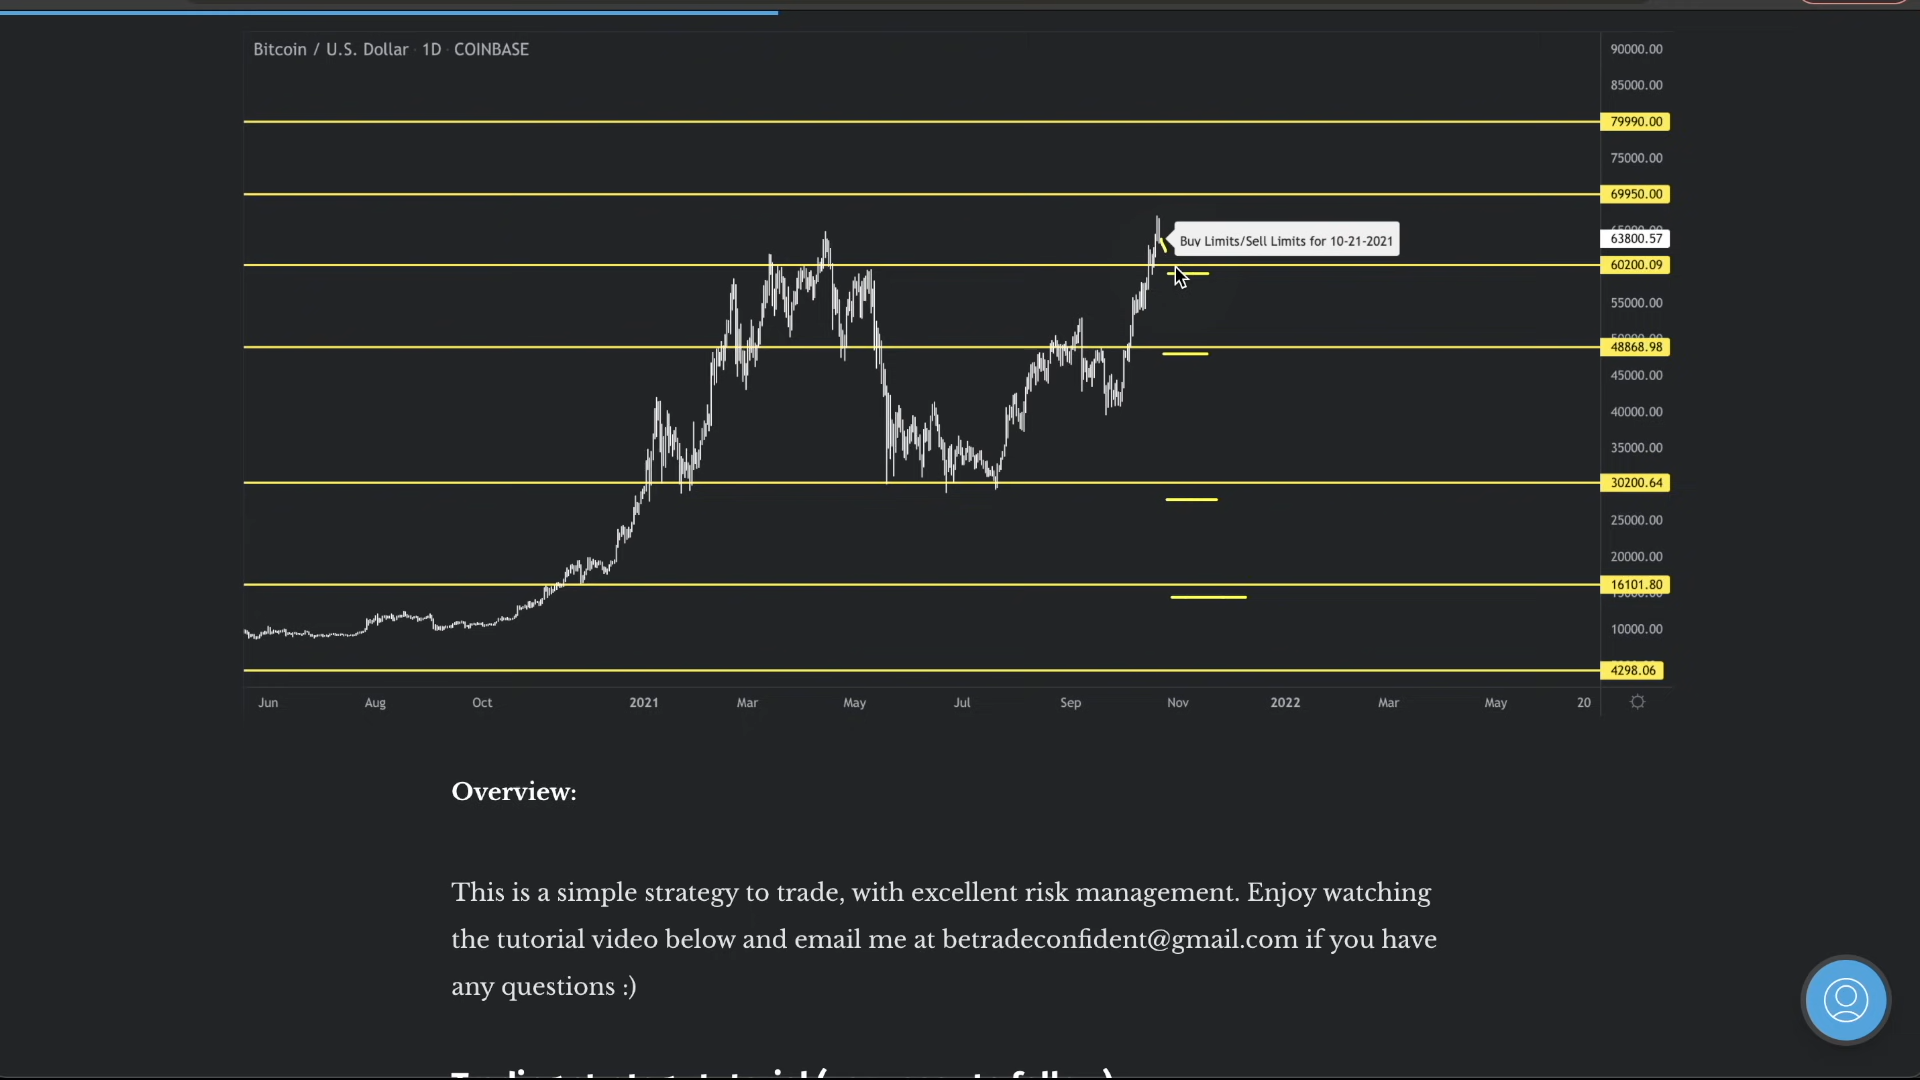 Bitcoin / U.S. Dollar · 1D · COINBASE
90000.00
85000.00
79990.00
75000.00
69950.00
63800.57
Buy Limits/Sell Limits for 10-21-2021
60200.09
55000.00
48868.98
45000.00
40000.00
35000.00
30200.64
25000.00
20000.00
16101.80
10000.00
4298.06
Jun Aug Oct 2021 Mar May Jul Sep Nov 2022 Mar May 20
Overview:
This is a simple strategy to trade, with excellent risk management. Enjoy watching
the tutorial video below and email me at betradeconfident@gmail.com if you have
any questions :)